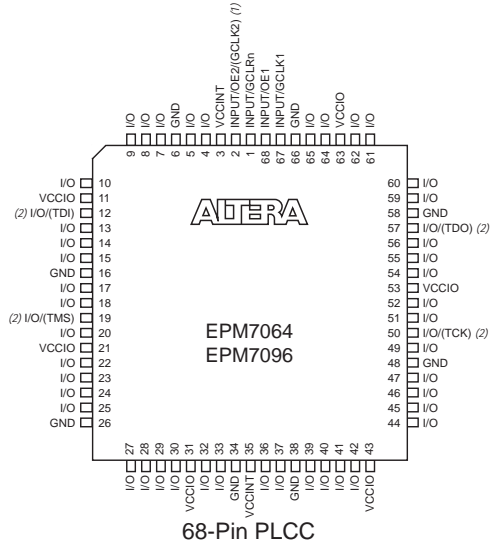 I/O
I/O
I/O
GND
I/O
I/O
VCCINT
INPUT/OE2/(GCLK2) (1)
INPUT/GCLRn
INPUT/OE1
INPUT/GCLK1
GND
I/O
I/O
VCCIO
I/O
I/O
9 8 7 6 5 4 3 2 1 68 67 66 65 64 63 62 61
I/O 10
VCCIO 11
(2) I/O/(TDI) 12
I/O 13
I/O 14
I/O 15
GND 16
I/O 17
I/O 18
(2) I/O/(TMS) 19
I/O 20
VCCIO 21
I/O 22
I/O 23
I/O 24
I/O 25
GND 26
ALTERA
EPM7064
EPM7096
60 I/O
59 I/O
58 GND
57 I/O/(TDO) (2)
56 I/O
55 I/O
54 I/O
53 VCCIO
52 I/O
51 I/O
50 I/O/(TCK) (2)
49 I/O
48 GND
47 I/O
46 I/O
45 I/O
44 I/O
27 28 29 30 31 32 33 34 35 36 37 38 39 40 41 42 43
I/O
I/O
I/O
I/O
VCCIO
I/O
I/O
GND
VCCINT
I/O
I/O
GND
I/O
I/O
I/O
I/O
VCCIO
68-Pin PLCC